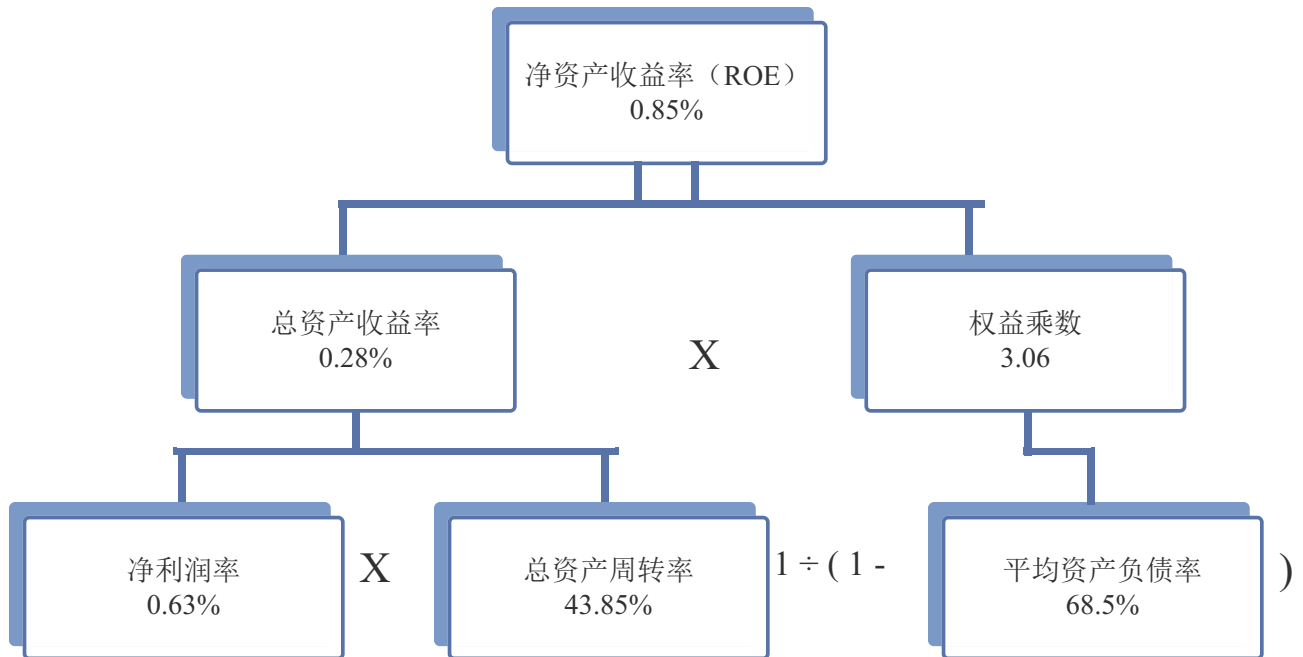 净资产收益率（ROE）
0.85%
总资产收益率
0.28%
X
权益乘数
3.06
净利润率
0.63%
X
总资产周转率
43.85%
1 ÷ ( 1 -
平均资产负债率
68.5%
)